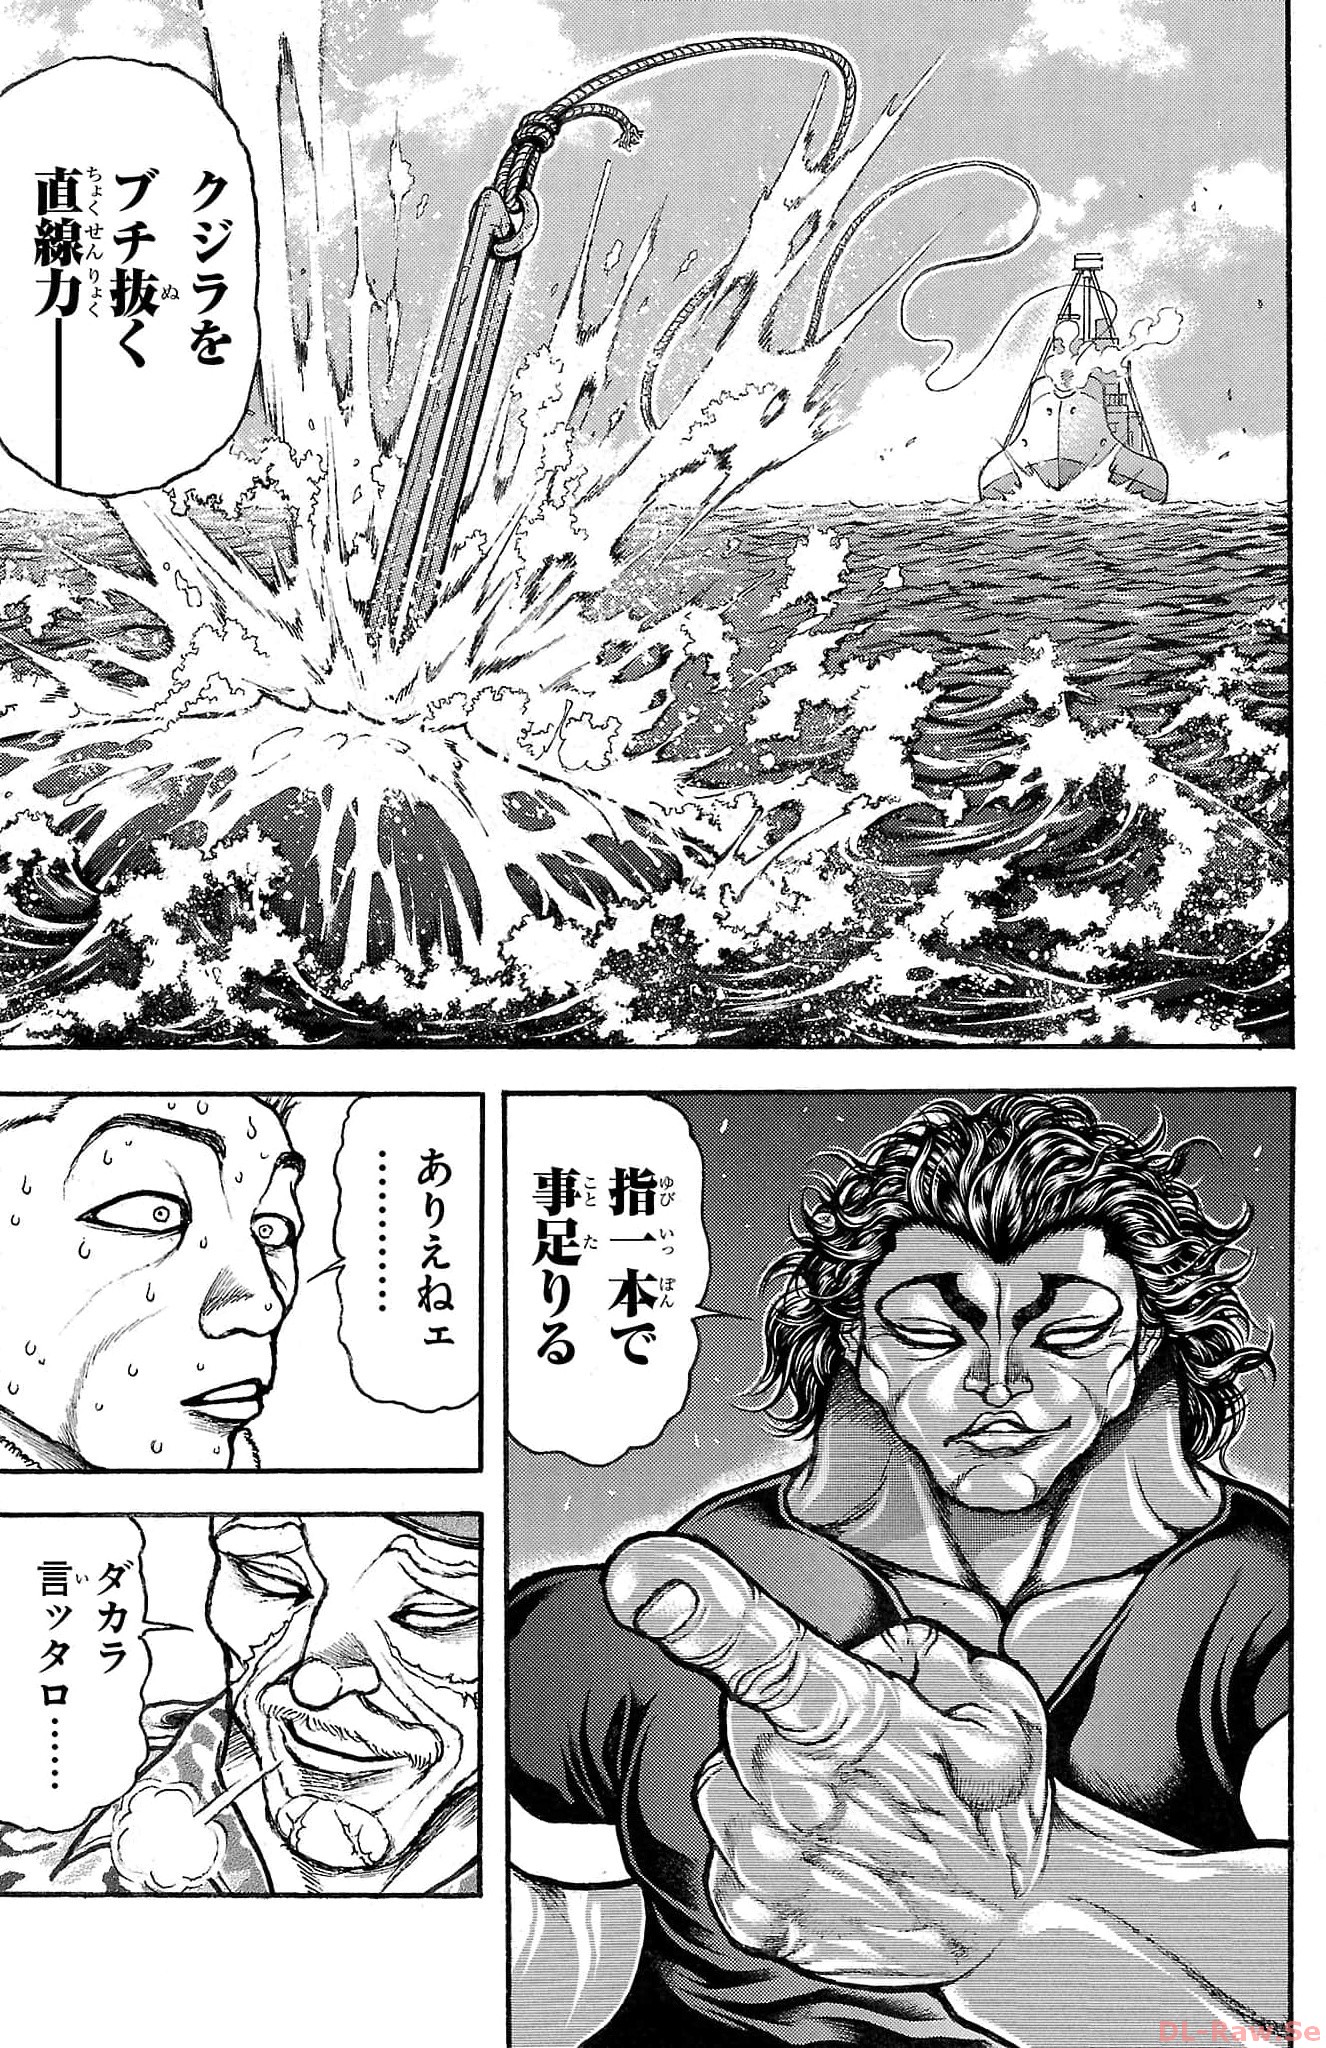 クジラを
ブチ抜く
直線力――
指一本で
事足りる
ありえねェ
…………
ダカラ
言ッタロ……
DL-Raw.Se